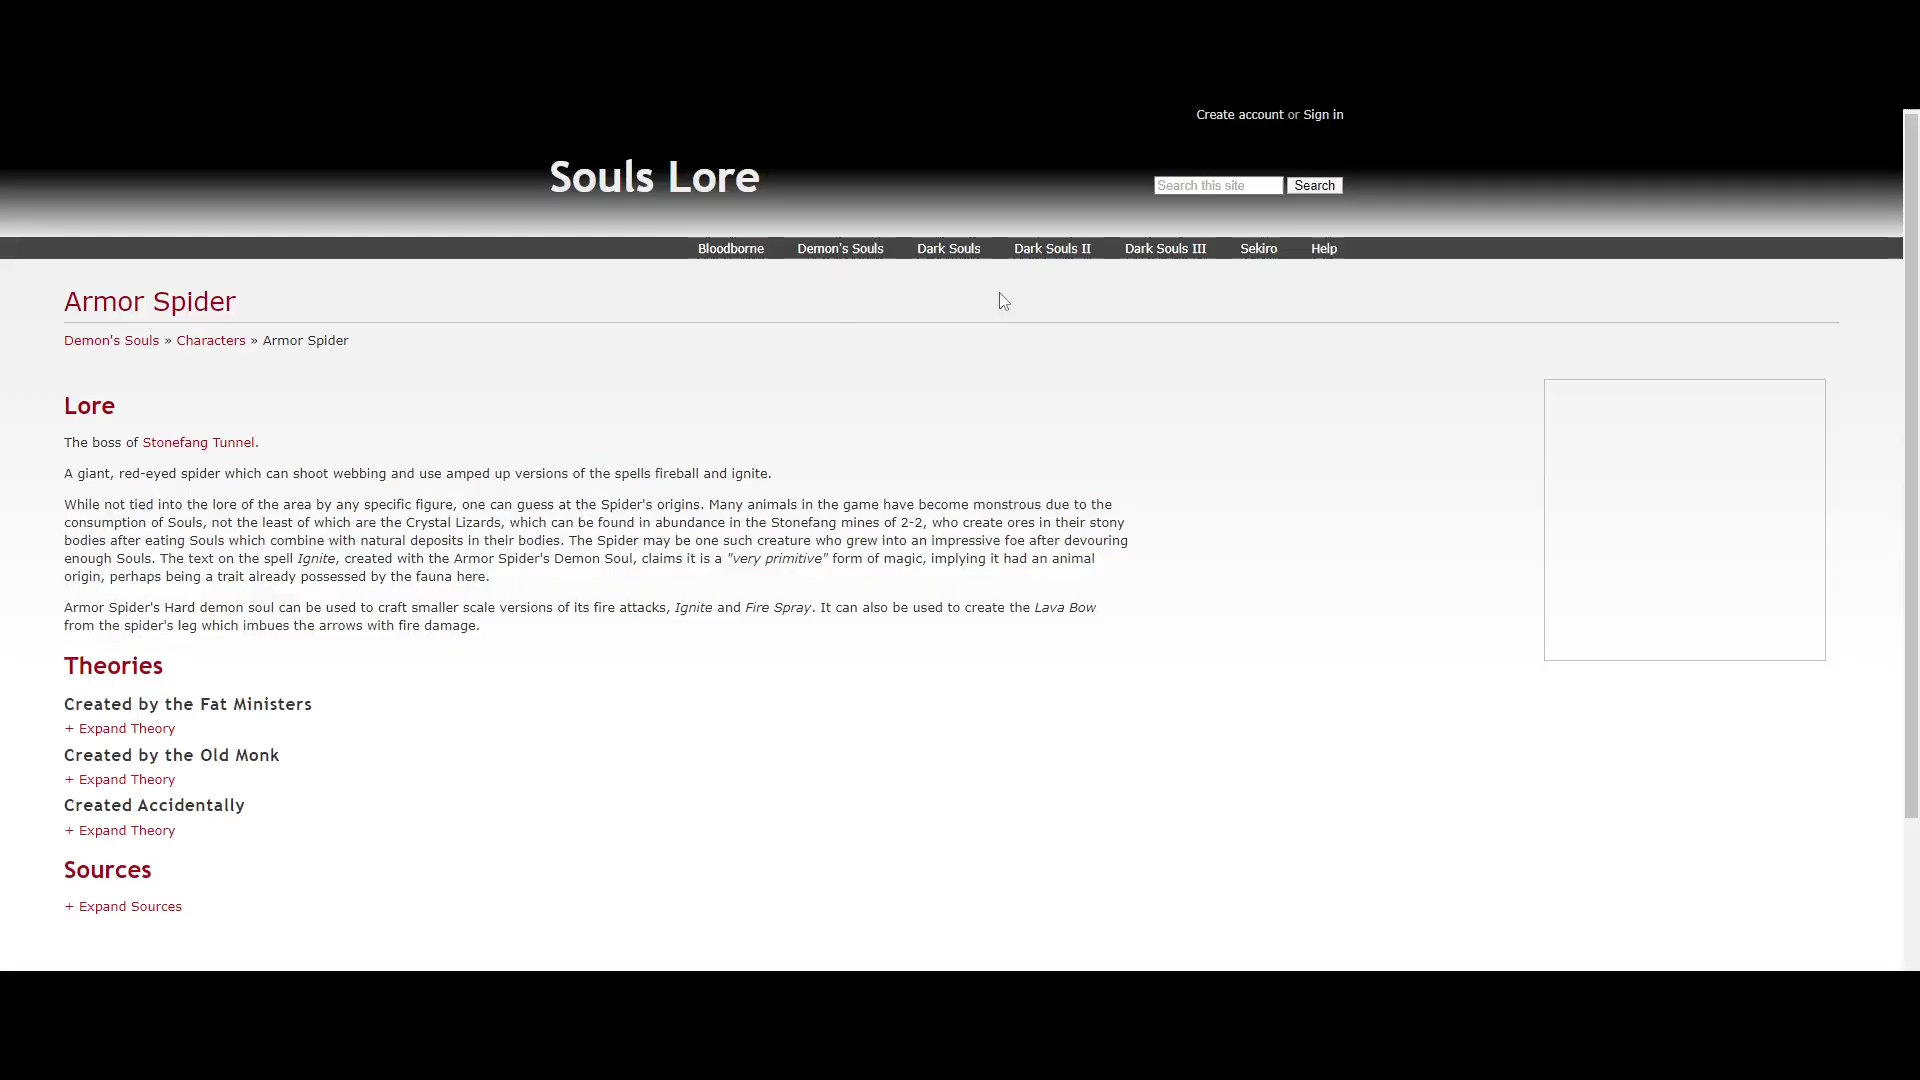 Create account or Sign in
Souls Lore
Search this site Search
Bloodborne Demon's Souls Dark Souls Dark Souls II Dark Souls III Sekiro Help
Armor Spider
Demon's Souls » Characters » Armor Spider
Lore
The boss of Stonefang Tunnel.
A giant, red-eyed spider which can shoot webbing and use amped up versions of the spells fireball and ignite.
While not tied into the lore of the area by any specific figure, one can guess at the Spider's origins. Many animals in the game have become monstrous due to the
consumption of Souls, not the least of which are the Crystal Lizards, which can be found in abundance in the Stonefang mines of 2-2, who create ores in their stony
bodies after eating Souls which combine with natural deposits in their bodies. The Spider may be one such creature who grew into an impressive foe after devouring
enough Souls. The text on the spell Ignite, created with the Armor Spider's Demon Soul, claims it is a "very primitive" form of magic, implying it had an animal
origin, perhaps being a trait already possessed by the fauna here.
Armor Spider's Hard demon soul can be used to craft smaller scale versions of its fire attacks, Ignite and Fire Spray. It can also be used to create the Lava Bow
from the spider's leg which imbues the arrows with fire damage.
Theories
Created by the Fat Ministers
+ Expand Theory
Created by the Old Monk
+ Expand Theory
Created Accidentally
+ Expand Theory
Sources
+ Expand Sources